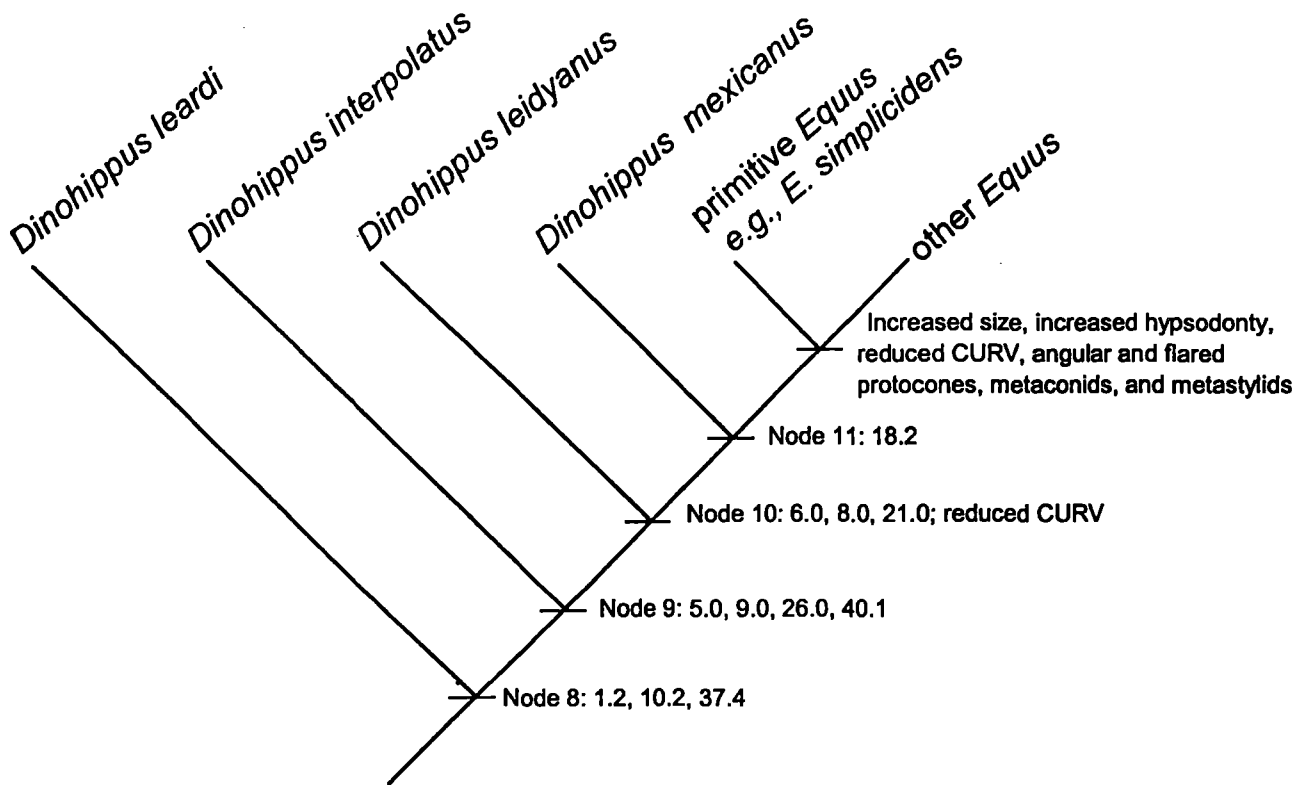 Dinohippus leardi
Dinohippus interpolatus
Dinohippus leidyanus
Dinohippus mexicanus
primitive Equus
e.g., E. simplicidens
other Equus
Increased size, increased hypsodonty,
reduced CURV, angular and flared
protocones, metaconids, and metastylids
Node 11: 18.2
Node 10: 6.0, 8.0, 21.0; reduced CURV
Node 9: 5.0, 9.0, 26.0, 40.1
Node 8: 1.2, 10.2, 37.4